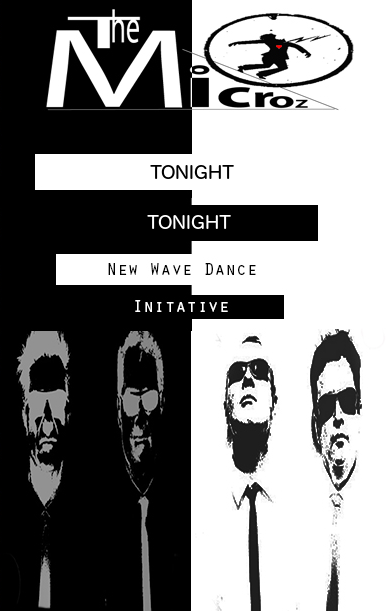 The
Microz
TONIGHT
TONIGHT
New Wave Dance
Initative